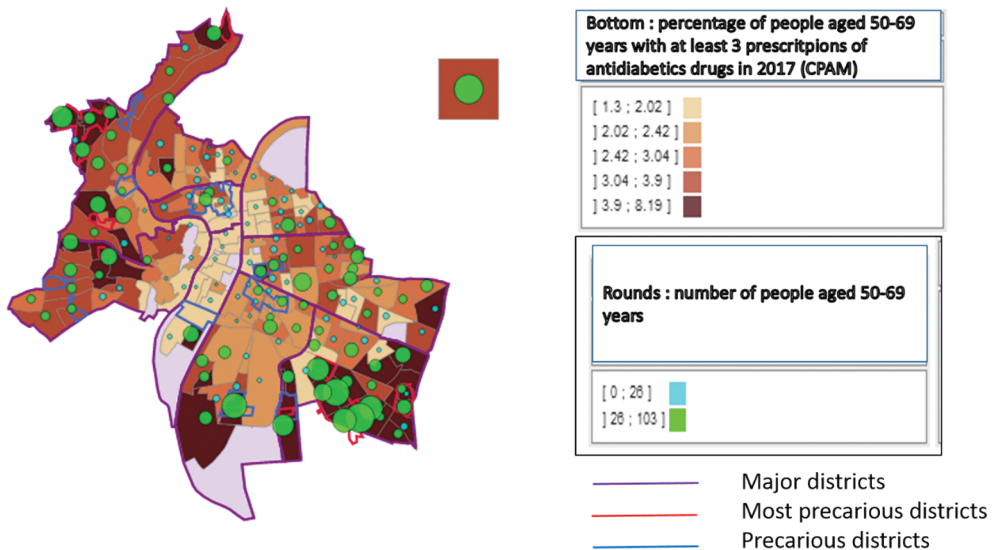 Bottom : percentage of people aged 50-69
years with at least 3 prescritpions of
antidiabetics drugs in 2017 (CPAM)
[ 1.3 ; 2.02 ]
] 2.02 ; 2.42 ]
] 2.42 ; 3.04 ]
] 3.04 ; 3.9 ]
] 3.9 ; 8.19 ]
Rounds : number of people aged 50-69
years
[ 0 ; 26 ]
] 26 ; 103 ]
Major districts
Most precarious districts
Precarious districts